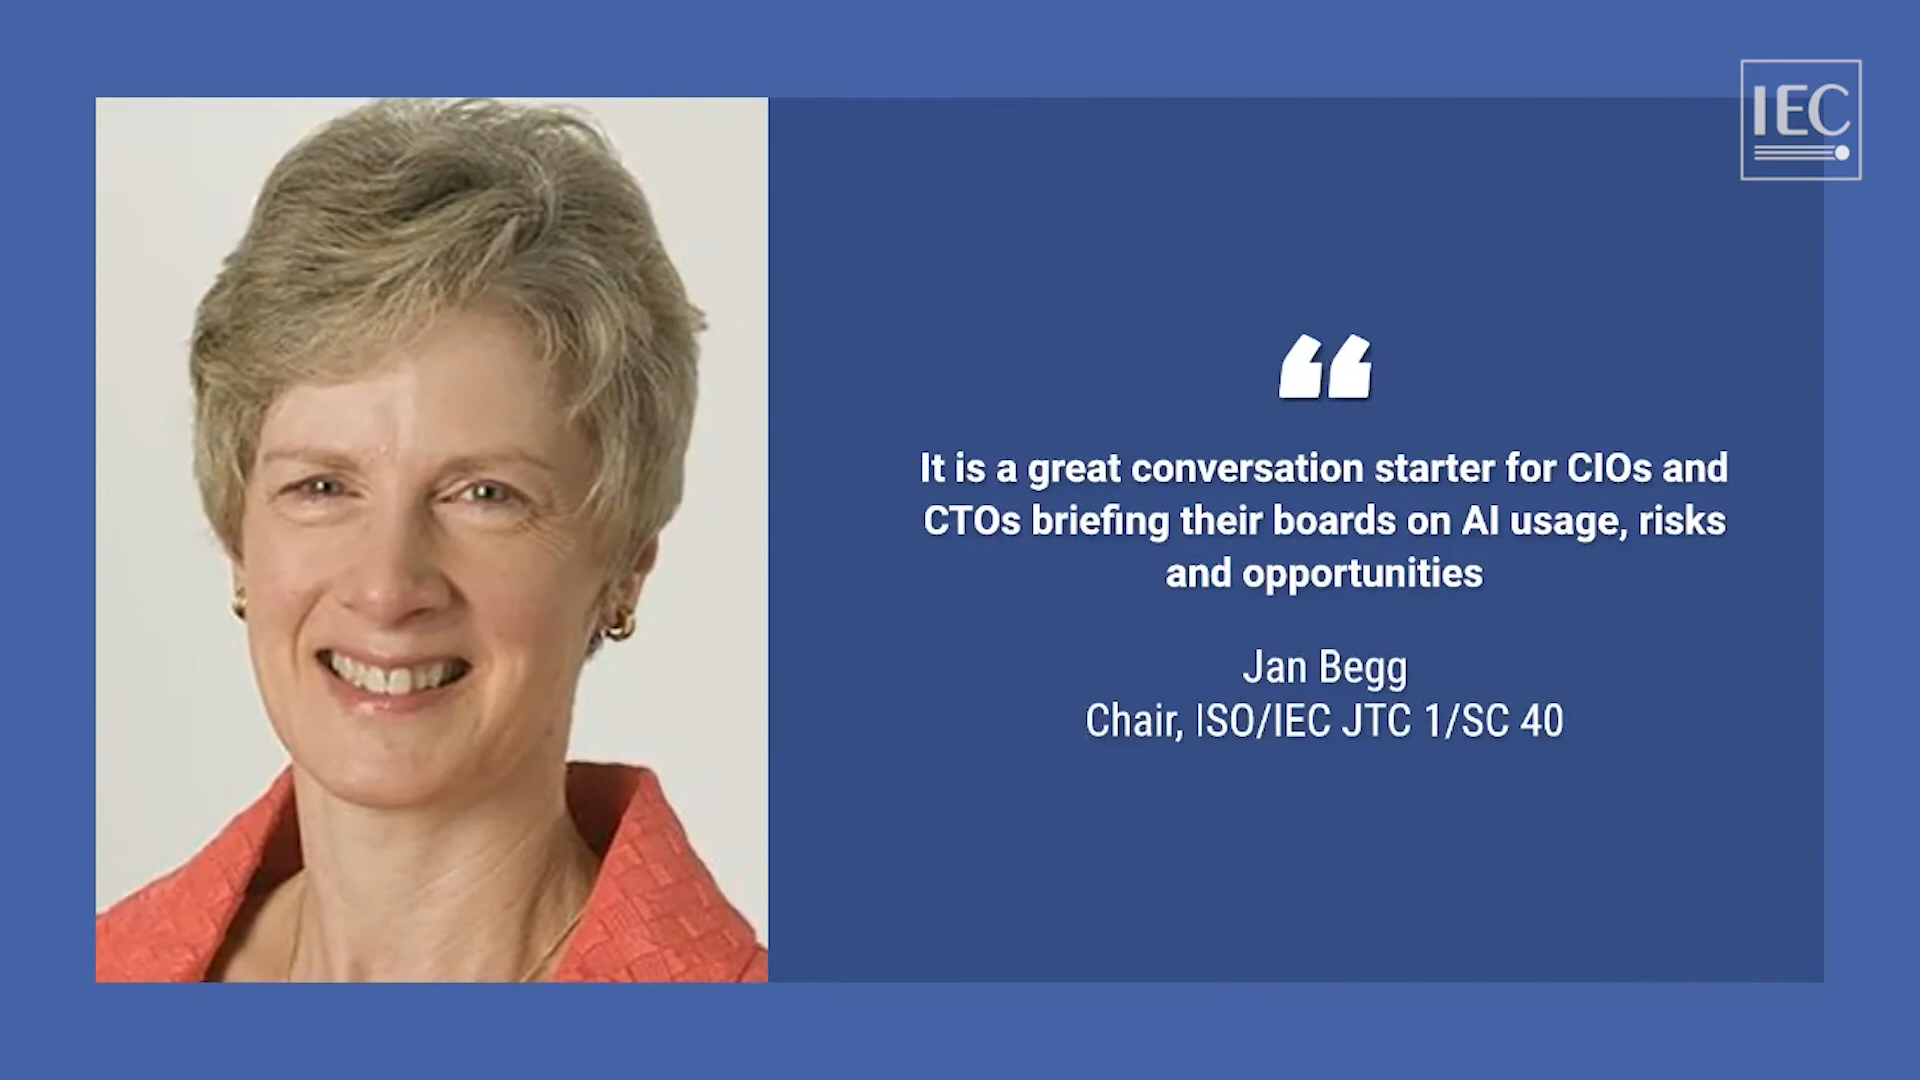 IEC
It is a great conversation starter for CIOs and
CTOs briefing their boards on AI usage, risks
and opportunities
Jan Begg
Chair, ISO/IEC JTC 1/SC 40